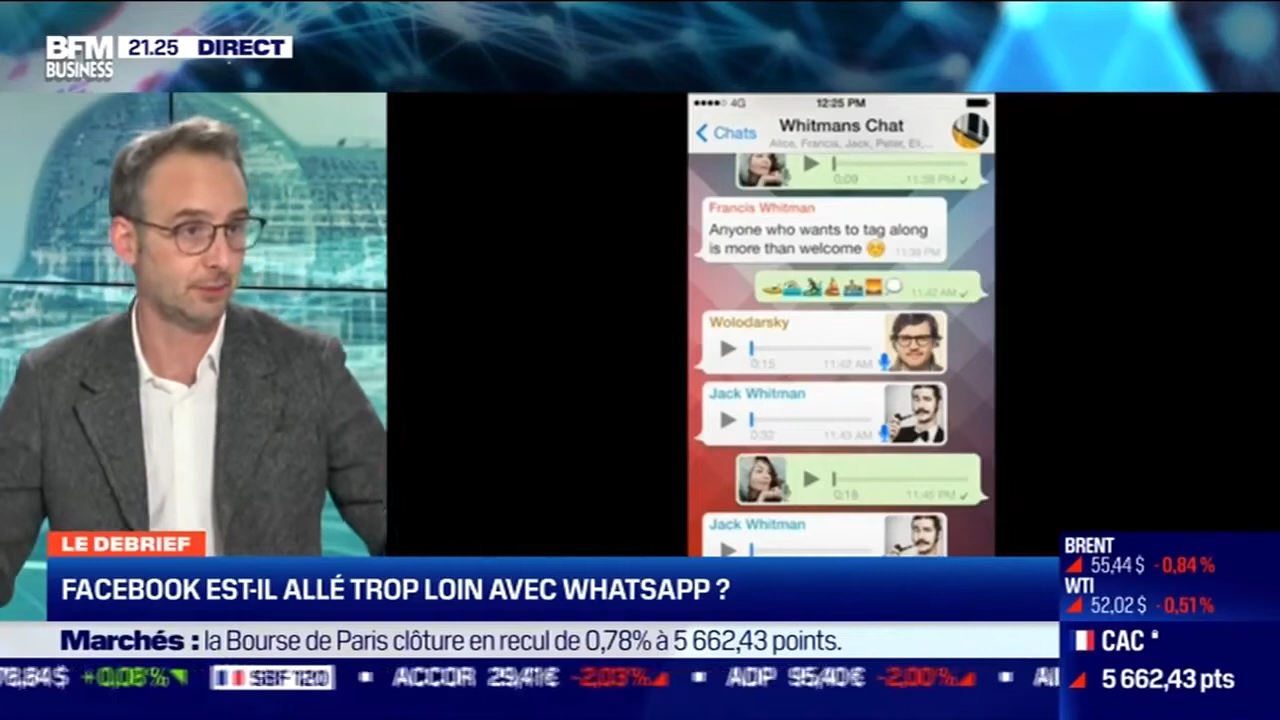 BFM
BUSINESS
21.25 DIRECT
4G 12:25 PM
Chats
Whitmans Chat
Alice, Francis, Jack, Peter, Eli,...
0:09 11:39 PM
Francis Whitman
Anyone who wants to tag along
is more than welcome ☺️ 11:39 PM
11:42 AM
Wolodarsky
0:15 11:42 AM
Jack Whitman
0:32 11:43 AM
0:18 11:45 PM
Jack Whitman
LE DEBRIEF
FACEBOOK EST-IL ALLÉ TROP LOIN AVEC WHATSAPP ?
Marchés : la Bourse de Paris clôture en recul de 0,78% à 5 662,43 points.
BRENT
55,44 $ -0,84 %
WTI
52,02 $ -0,51 %
CAC
5 662,43 pts
SBF 120 ACCOR 29,41€ -2,03% ADP 95,40€ -2,00%